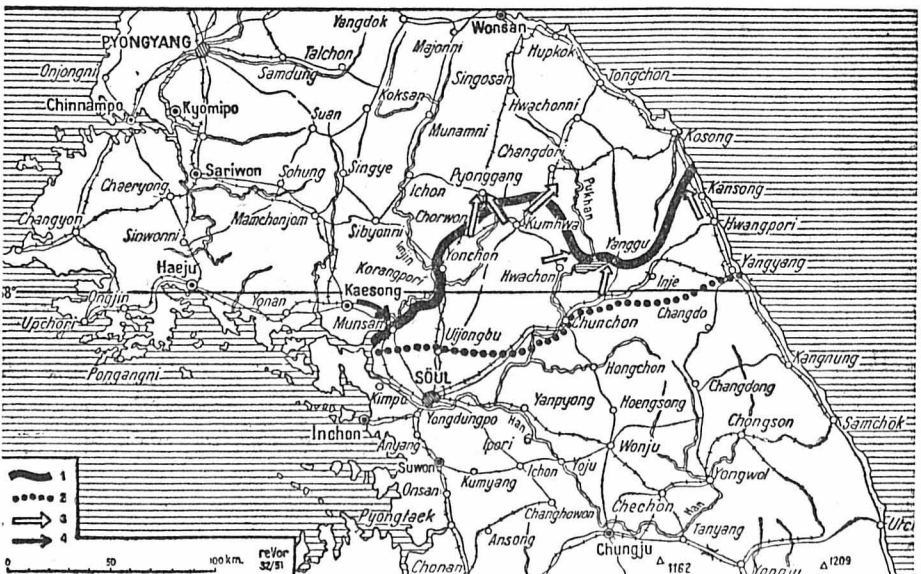 Yangdok
Wonsan
PYONGYANG
Majonni
Hupkok
Talchon
Samdung
Onjongni
Singosan
Tongchon
Koksan
Hwachonni
Chinnampo
Kyomipo
Suan
Munamni
Kosong
Changdor
Sariwon
Sohung
Singye
Pyonggang
Pukhan
Ichon
Kansong
Chaeryong
Chorwon
Changyon
Mainchonjom
Kumhwa
Hwangpori
Sibyonni
Sinwonni
Imjin
Yanggu
Yonchon
Haeju
Korangpori
Hwachon
Yangyang
Kaesong
Inje
8°
Ongjin
Yonan
Upchori
Munsan
Changdo
Chunchon
Uijongbu
Pongangni
Kangnung
SÖUL
Hongchon
Changdong
Kimpo
Yanpyong
Hoengsong
Yongdungpo
Han
Chongson
Samchok
Inchon
Anyang
Ipori
Wonju
Suwon
Ichon
Yoju
Yongwol
Kumyang
Onsan
Chechon
Han
Changhowon
Pyongtaek
Tanyang
Ansong
Chungju
Chonan
1162
1209
1
2
3
4
0 50 100 km.
reVor
32/51